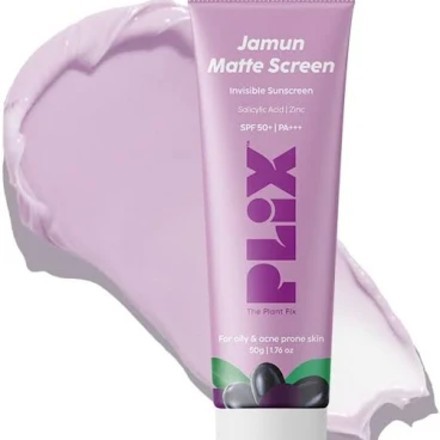 Jamun
Matte Screen
Invisible Sunscreen
Salicylic Acid | Zinc
SPF 50+ | PA+++
PLiX
The Plant Fix
For oily & acne prone skin
50g | 1.76 oz